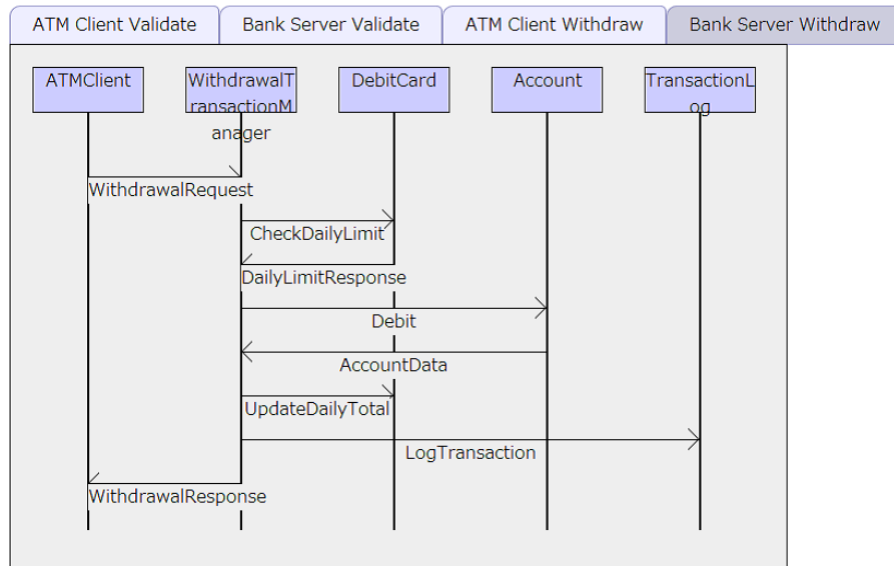 ATM Client Validate
Bank Server Validate
ATM Client Withdraw
Bank Server Withdraw
ATMClient
WithdrawalT
ransactionM
anager
DebitCard
Account
TransactionL
og
WithdrawalRequest
CheckDailyLimit
DailyLimitResponse
Debit
AccountData
UpdateDailyTotal
LogTransaction
WithdrawalResponse